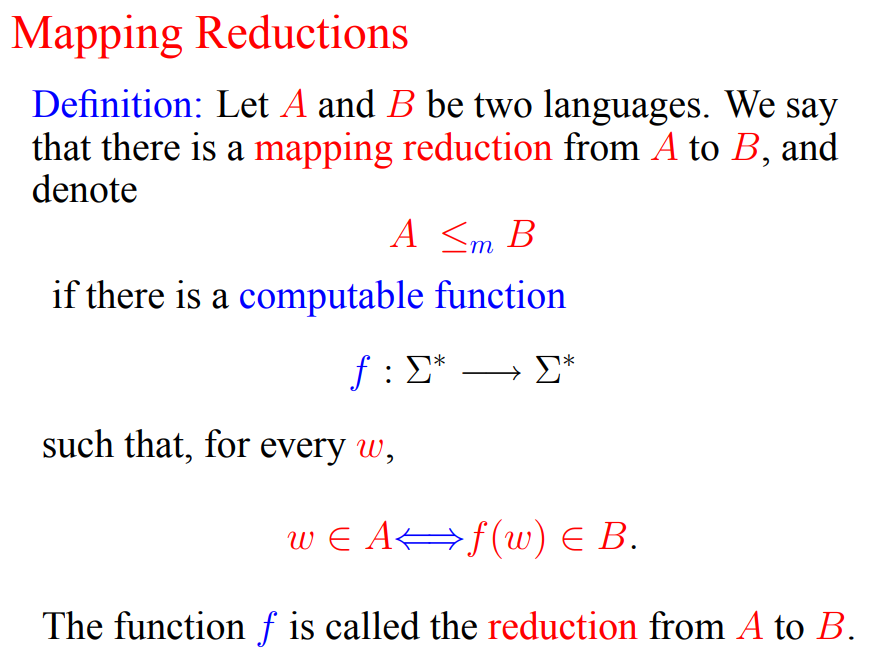 Mapping Reductions
Definition: Let A and B be two languages. We say
that there is a mapping reduction from A to B, and
denote
A ≤m B
if there is a computable function
f : Σ* ⟶ Σ*
such that, for every w,
w ∈ A⟺f(w) ∈ B.
The function f is called the reduction from A to B.